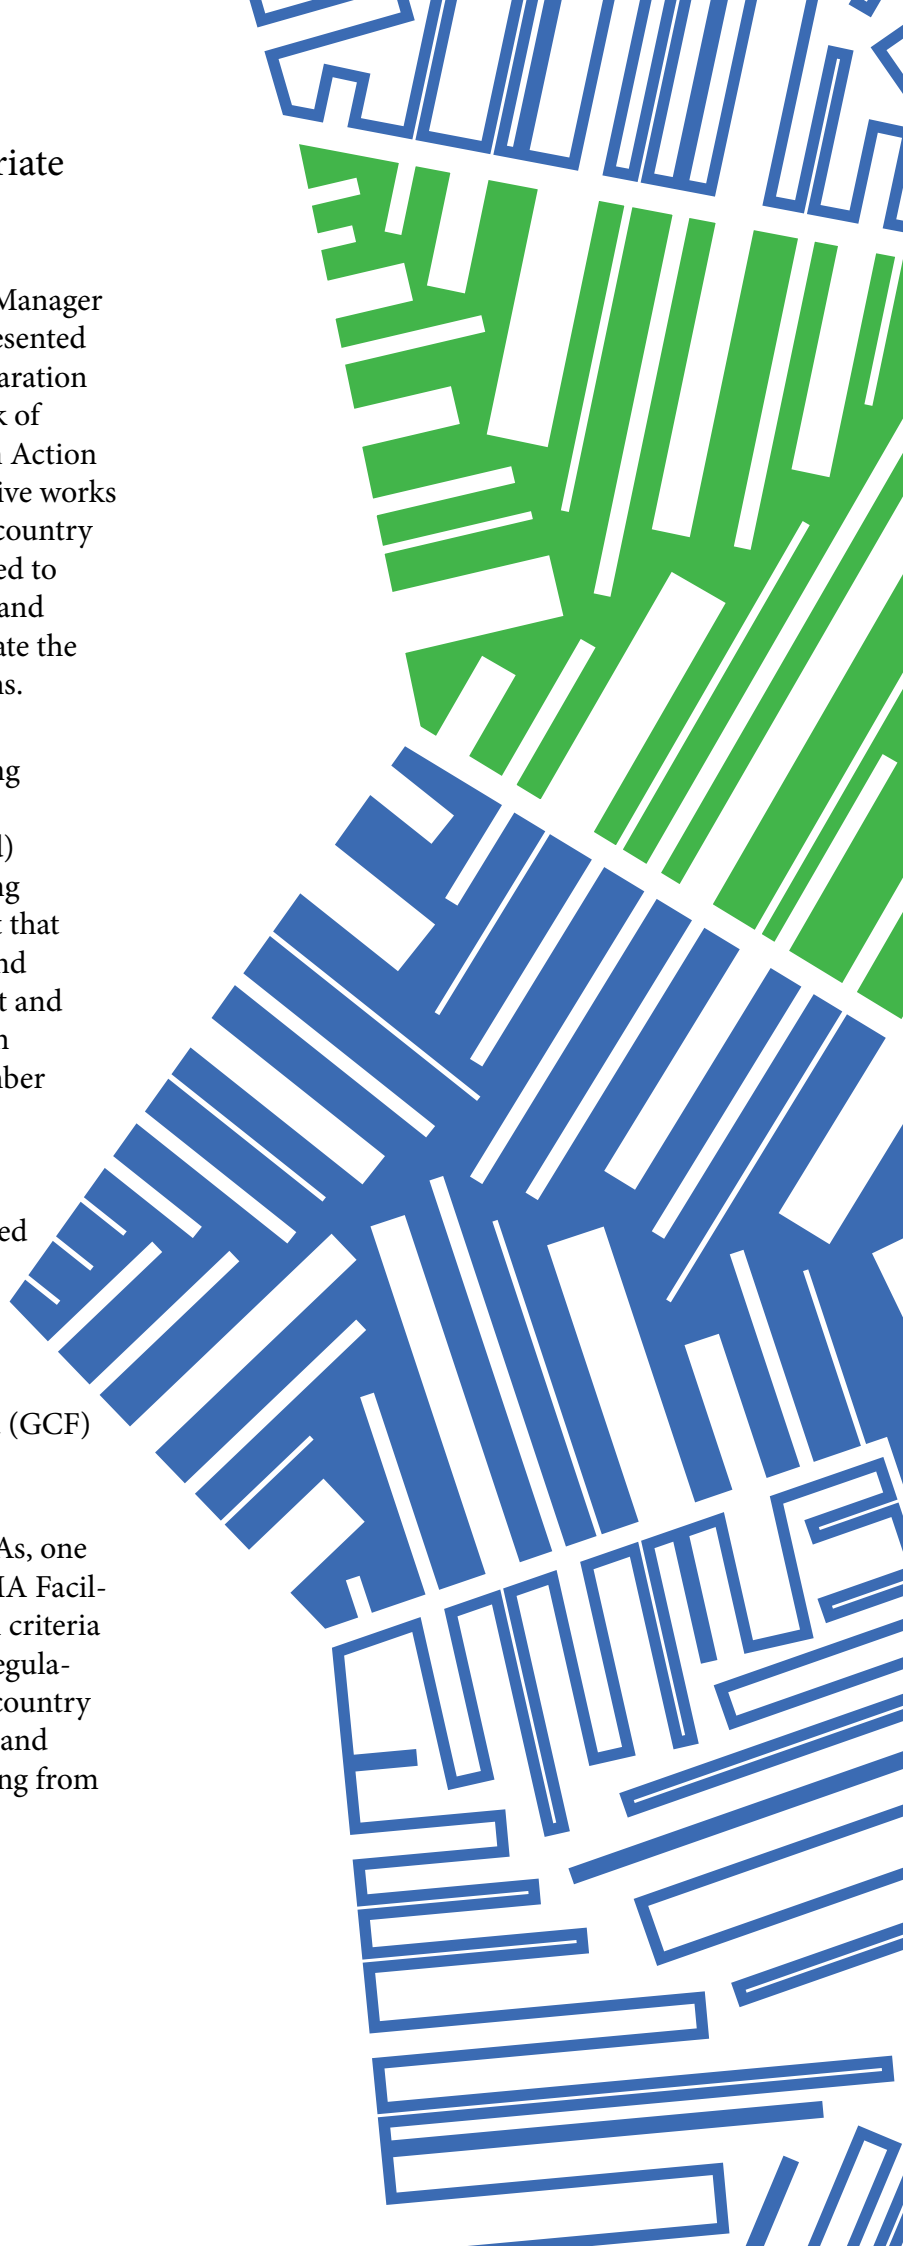 riate
Manager
esented
aration
k of
n Action
ive works
country
ed to
and
ate the
ns.
ng
d)
ng
t that
nd
t and
n
nber
ed
(GCF)
As, one
IA Facil-
criteria
egula-
country
and
ng from